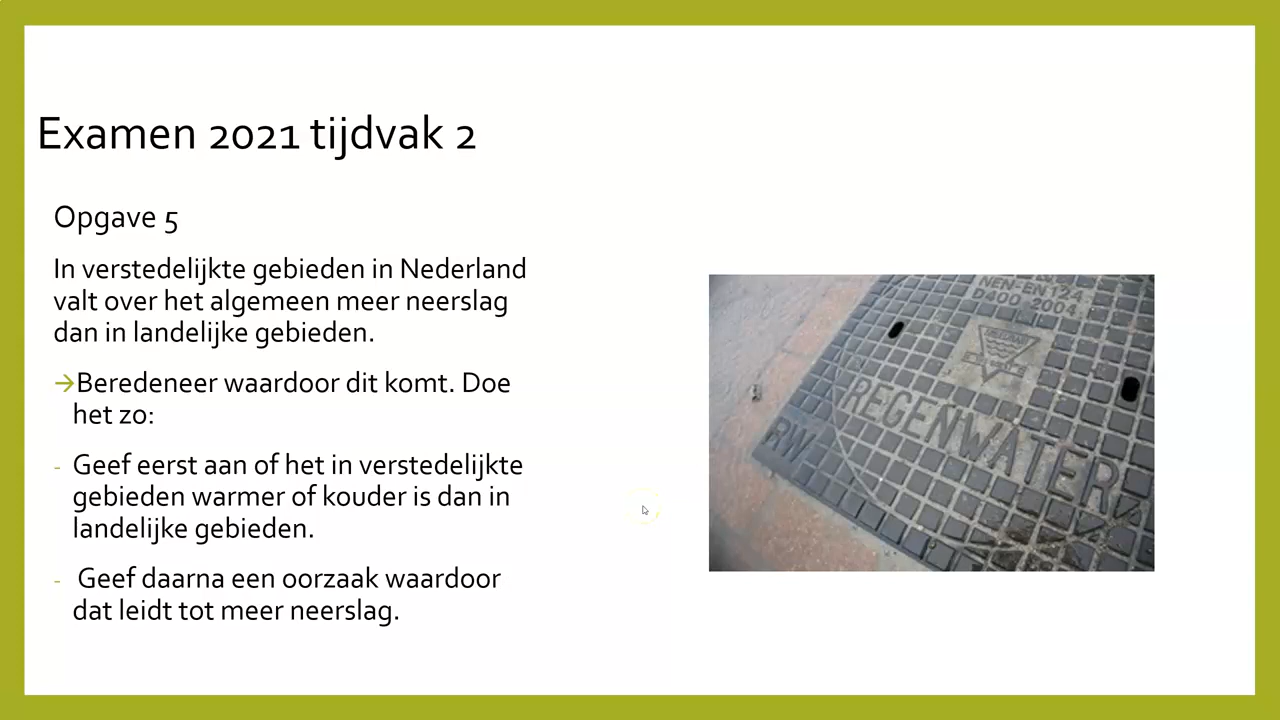 Examen 2021 tijdvak 2
Opgave 5
In verstedelijkte gebieden in Nederland
valt over het algemeen meer neerslag
dan in landelijke gebieden.
→Beredeneer waardoor dit komt. Doe
het zo:
- Geef eerst aan of het in verstedelijkte
gebieden warmer of kouder is dan in
landelijke gebieden.
- Geef daarna een oorzaak waardoor
dat leidt tot meer neerslag.
NEN-EN 124
D400 2004
REGENWATER
RW